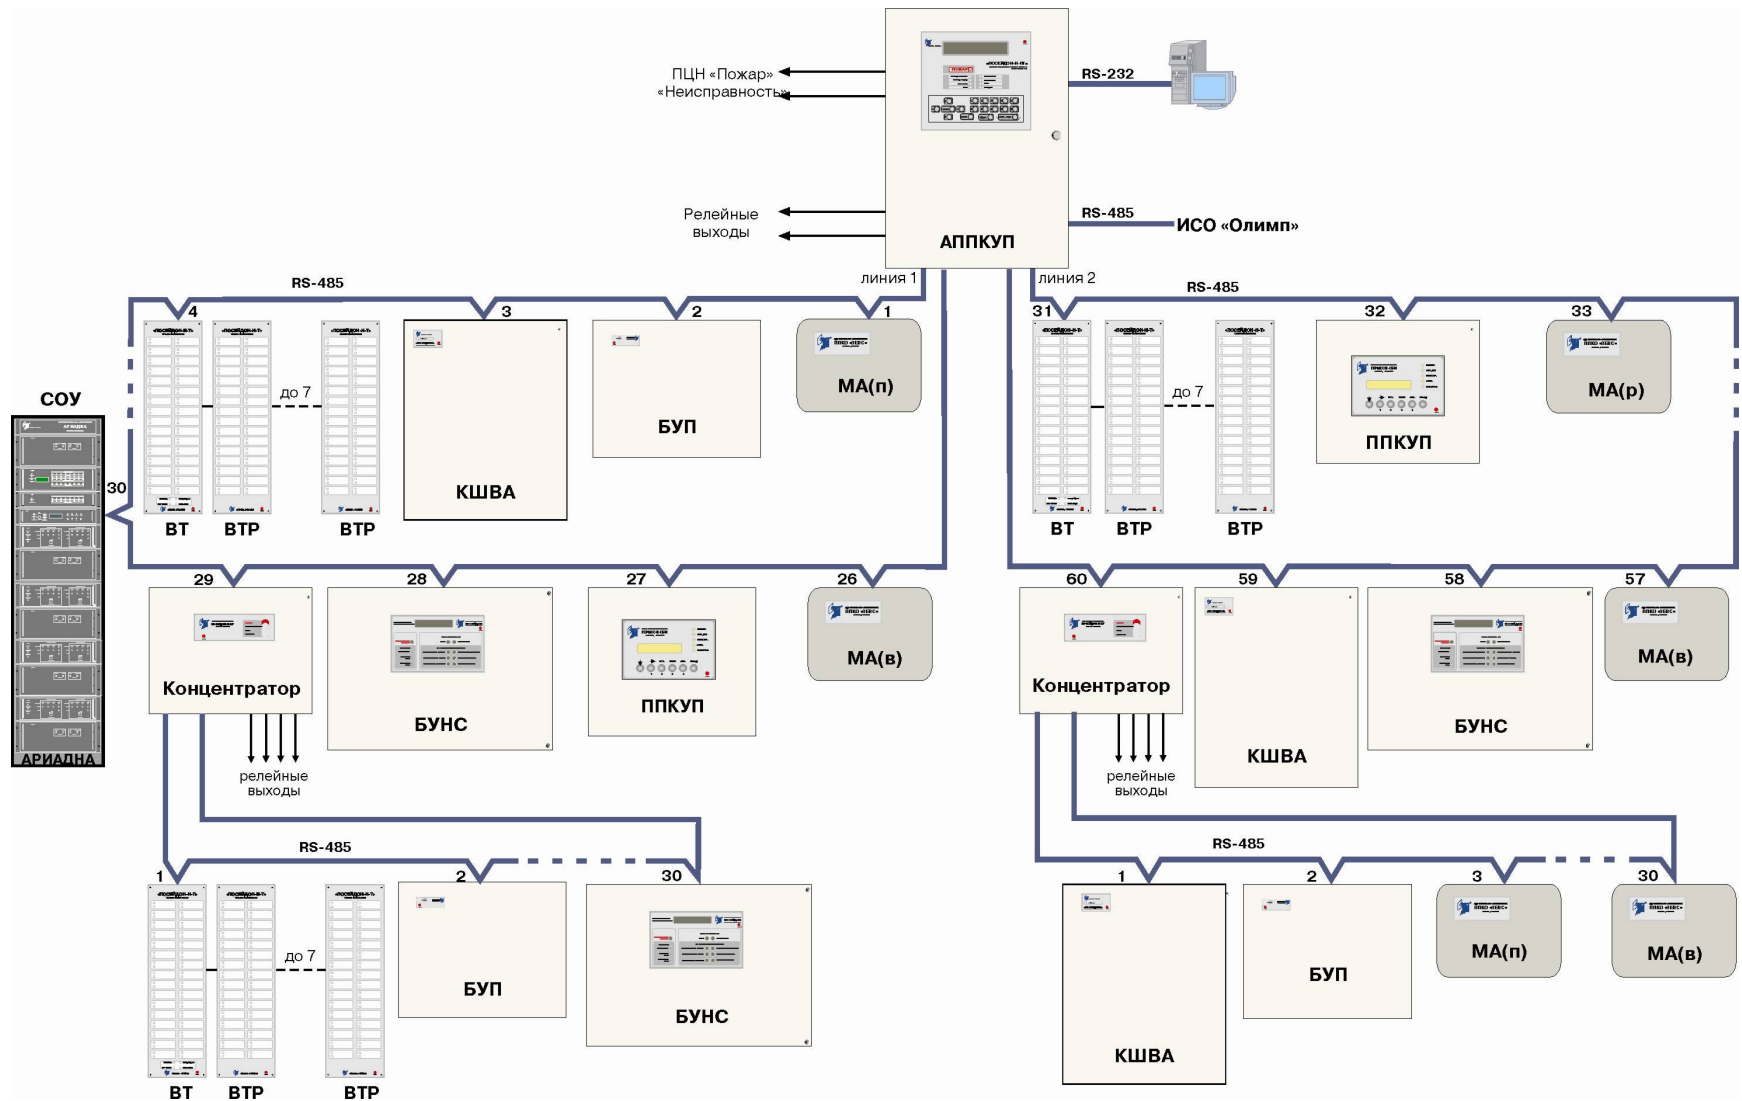 ПЦН «Пожар»
«Неисправность»
RS-232
Релейные
выходы
RS-485
ИСО «Олимп»
АППКУП
линия 1
линия 2
RS-485
4
3
2
1
до 7
ВТ
ВТР
ВТР
КШВА
БУП
МА(п)
СОУ
30
АРИАДНА
RS-485
31
32
33
до 7
ВТ
ВТР
ВТР
ППКУП
МА(р)
29
28
27
26
Концентратор
БУНС
ППКУП
МА(в)
релейные
выходы
60
59
58
57
Концентратор
КШВА
БУНС
МА(в)
релейные
выходы
RS-485
1
2
30
до 7
ВТ
ВТР
ВТР
БУП
БУНС
RS-485
1
2
3
30
КШВА
БУП
МА(п)
МА(в)